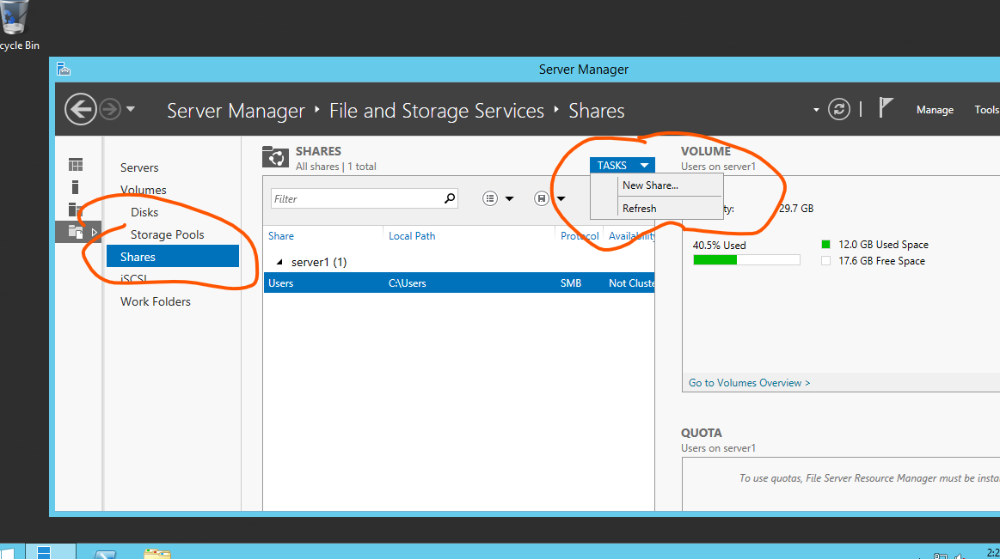 cycle Bin
Server Manager
Server Manager File and Storage Services Shares
Manage Tools
Servers
Volumes
Disks
Storage Pools
Shares
iSCSI
Work Folders
SHARES
All shares | 1 total
TASKS
New Share...
Refresh
Filter
Share Local Path Protocol Availability
server1 (1)
Users C:\Users SMB Not Cluste
VOLUME
Users on server1
ty: 29.7 GB
40.5% Used
12.0 GB Used Space
17.6 GB Free Space
Go to Volumes Overview >
QUOTA
Users on server1
To use quotas, File Server Resource Manager must be insta
2:2